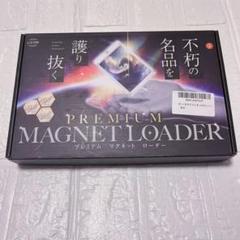 不朽の
名品を
護り
抜く
PREMIUM
MAGNET LOADER
プレミアム マグネット ローダー